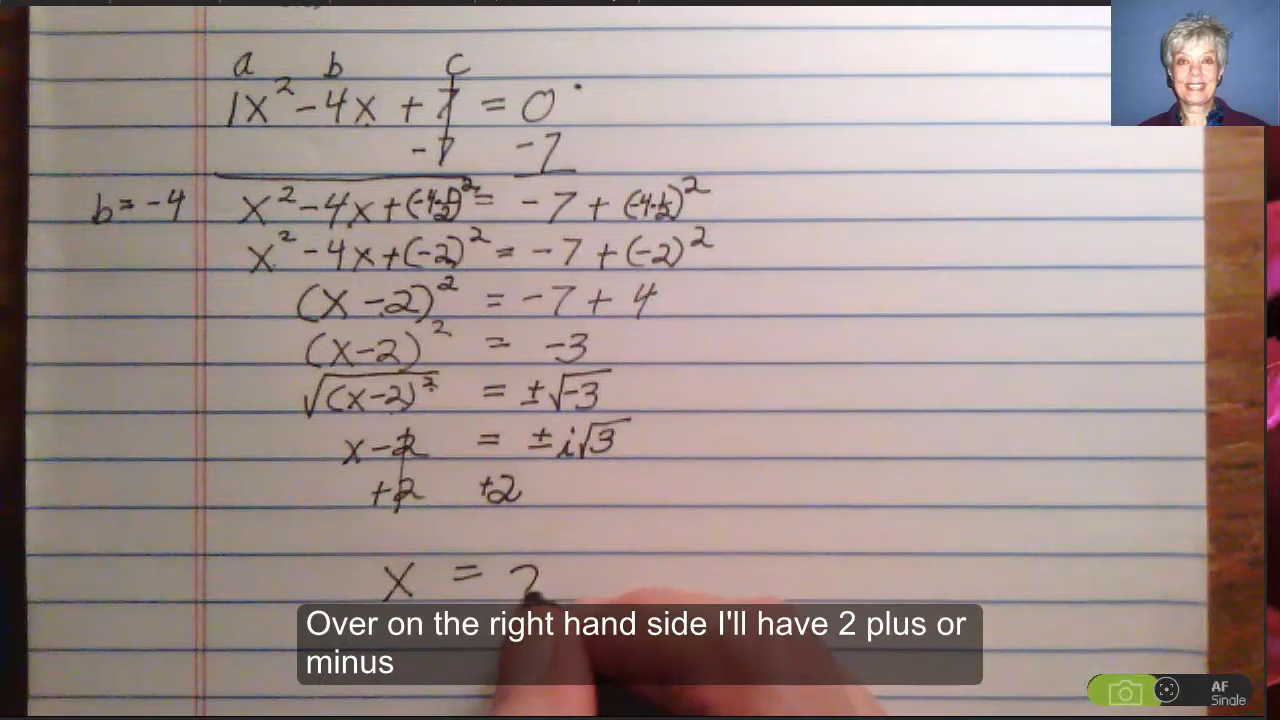 a b c
1x² - 4x + 7 = 0
-7 -7
b = -4 x² - 4x + (-4·½)² = -7 + (-4·½)²
x² - 4x + (-2)² = -7 + (-2)²
(x - 2)² = -7 + 4
(x - 2)² = -3
√(x-2)² = ±√-3
x - 2 = ± i√3
+2 +2
x = 2
Over on the right hand side I'll have 2 plus or
minus
AF
Single